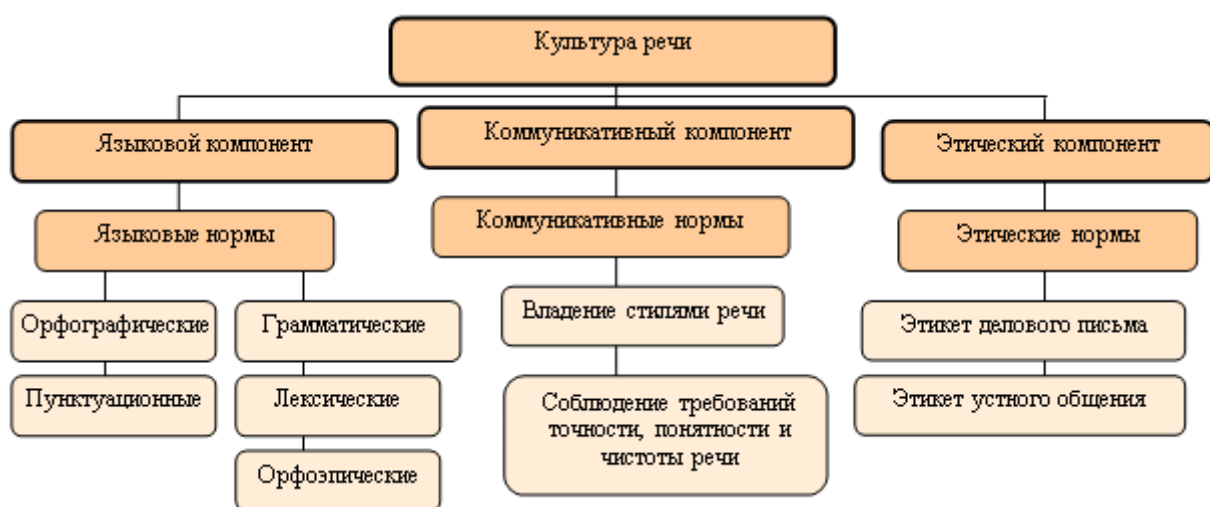 Культура речи
Языковой компонент
Коммуникативный компонент
Этический компонент
Языковые нормы
Коммуникативные нормы
Этические нормы
Орфографические
Грамматические
Владение стилями речи
Этикет делового письма
Пунктуационные
Лексические
Соблюдение требований
точности, понятности и
чистоты речи
Этикет устного общения
Орфоэпические